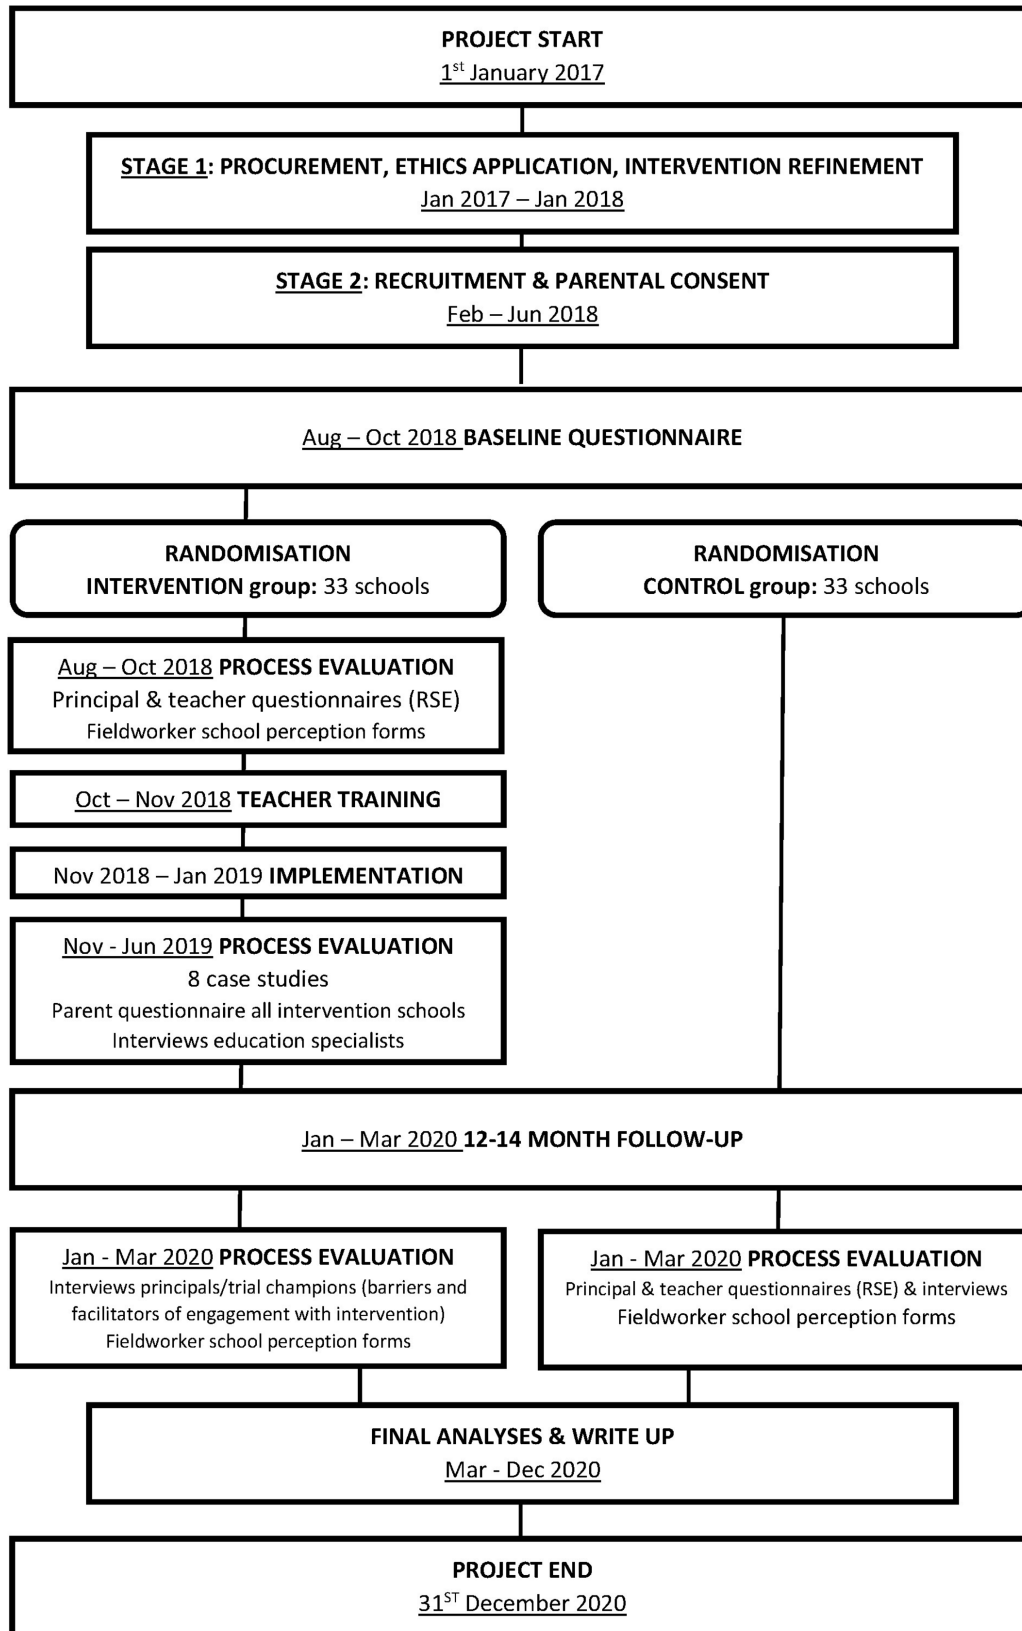 PROJECT START
1st January 2017
STAGE 1: PROCUREMENT, ETHICS APPLICATION, INTERVENTION REFINEMENT
Jan 2017 – Jan 2018
STAGE 2: RECRUITMENT & PARENTAL CONSENT
Feb – Jun 2018
Aug – Oct 2018 BASELINE QUESTIONNAIRE
RANDOMISATION
INTERVENTION group: 33 schools
RANDOMISATION
CONTROL group: 33 schools
Aug – Oct 2018 PROCESS EVALUATION
Principal & teacher questionnaires (RSE)
Fieldworker school perception forms
Oct – Nov 2018 TEACHER TRAINING
Nov 2018 – Jan 2019 IMPLEMENTATION
Nov - Jun 2019 PROCESS EVALUATION
8 case studies
Parent questionnaire all intervention schools
Interviews education specialists
Jan – Mar 2020 12-14 MONTH FOLLOW-UP
Jan - Mar 2020 PROCESS EVALUATION
Interviews principals/trial champions (barriers and
facilitators of engagement with intervention)
Fieldworker school perception forms
Jan - Mar 2020 PROCESS EVALUATION
Principal & teacher questionnaires (RSE) & interviews
Fieldworker school perception forms
FINAL ANALYSES & WRITE UP
Mar - Dec 2020
PROJECT END
31ST December 2020